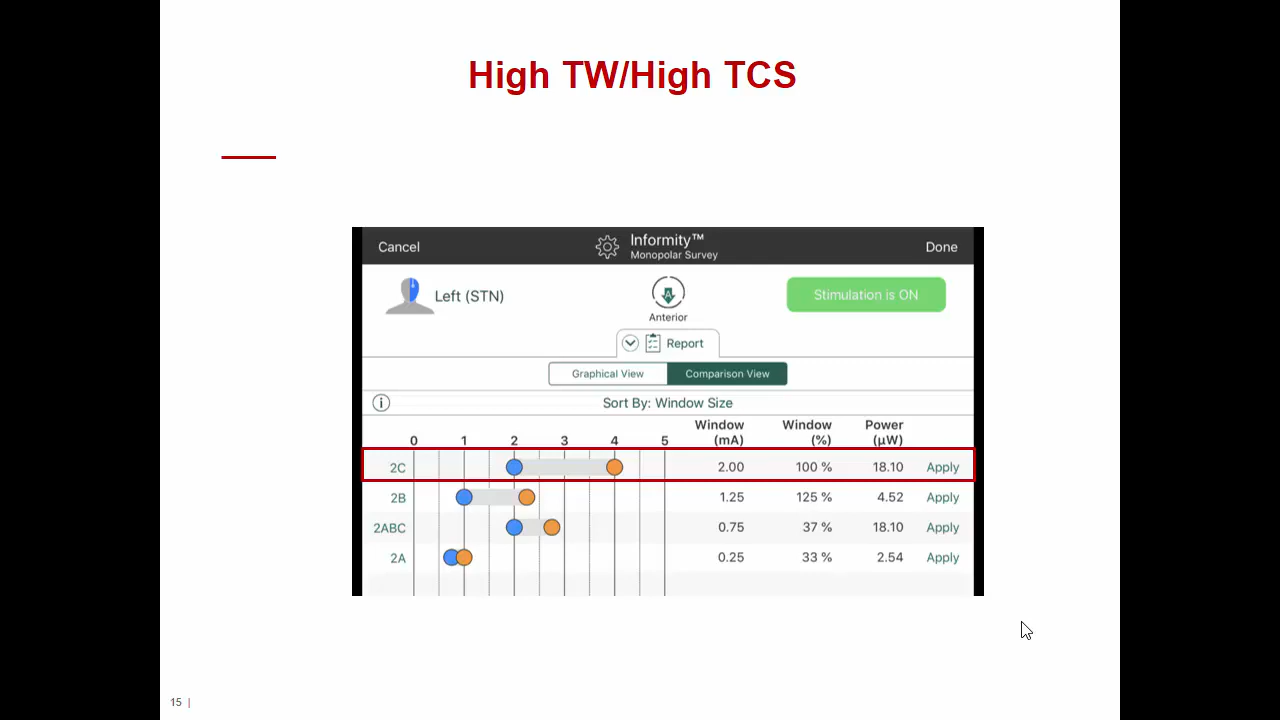 High TW/High TCS
Cancel
Informity™
Monopolar Survey
Done
Left (STN)
A
Anterior
Stimulation is ON
Report
Graphical View
Comparison View
i
Sort By: Window Size
0 1 2 3 4 5
Window (mA)
Window (%)
Power (μW)
2C 2.00 100 % 18.10 Apply
2B 1.25 125 % 4.52 Apply
2ABC 0.75 37 % 18.10 Apply
2A 0.25 33 % 2.54 Apply
15 |